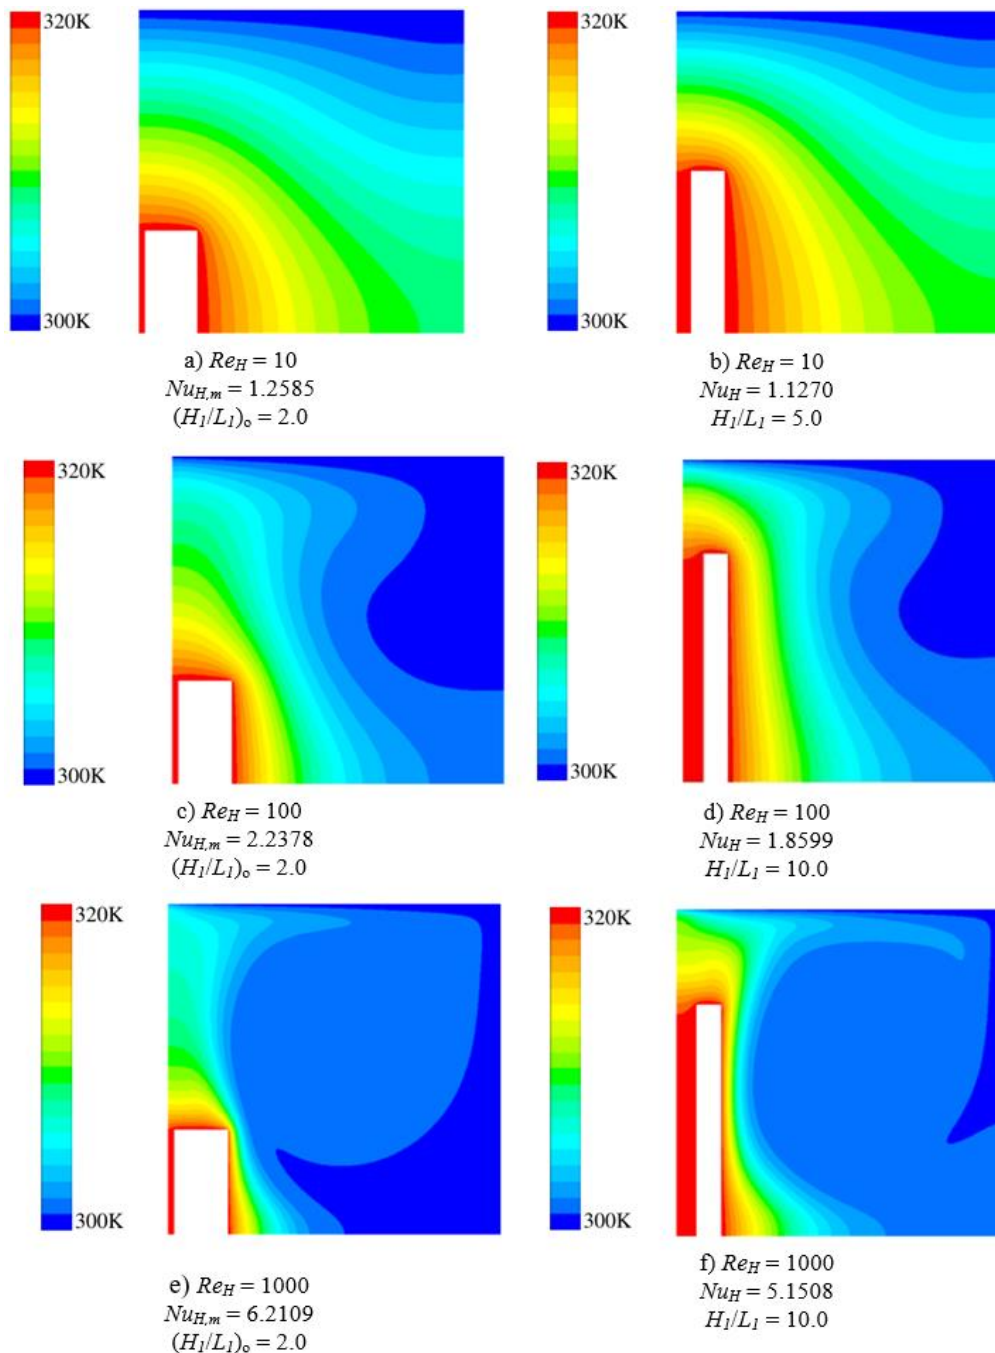 320K
320K
300K
300K
a) Re_H = 10
Nu_H,m = 1.2585
(H_1/L_1)_o = 2.0
b) Re_H = 10
Nu_H = 1.1270
H_1/L_1 = 5.0
320K
320K
300K
300K
c) Re_H = 100
Nu_H,m = 2.2378
(H_1/L_1)_o = 2.0
d) Re_H = 100
Nu_H = 1.8599
H_1/L_1 = 10.0
320K
320K
300K
300K
e) Re_H = 1000
Nu_H,m = 6.2109
(H_1/L_1)_o = 2.0
f) Re_H = 1000
Nu_H = 5.1508
H_1/L_1 = 10.0